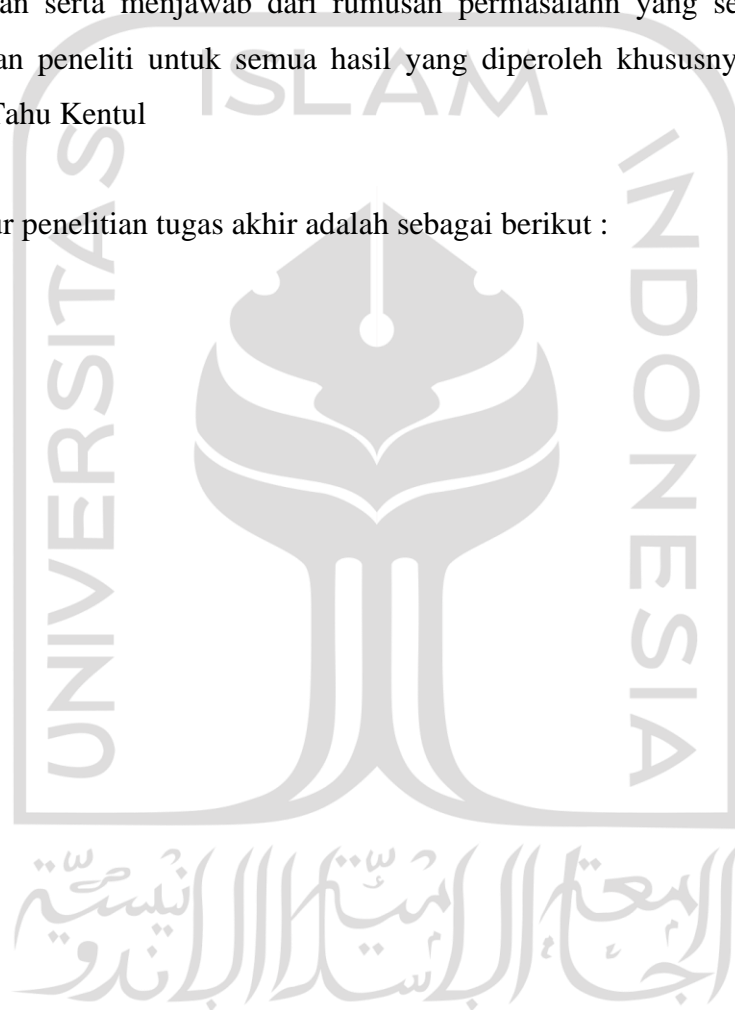 an serta menjawab dari rumusan permasalahn yang se
an peneliti untuk semua hasil yang diperoleh khususny
Tahu Kentul
ur penelitian tugas akhir adalah sebagai berikut :
ISLAM
UNIVERSITAS
INDONESIA